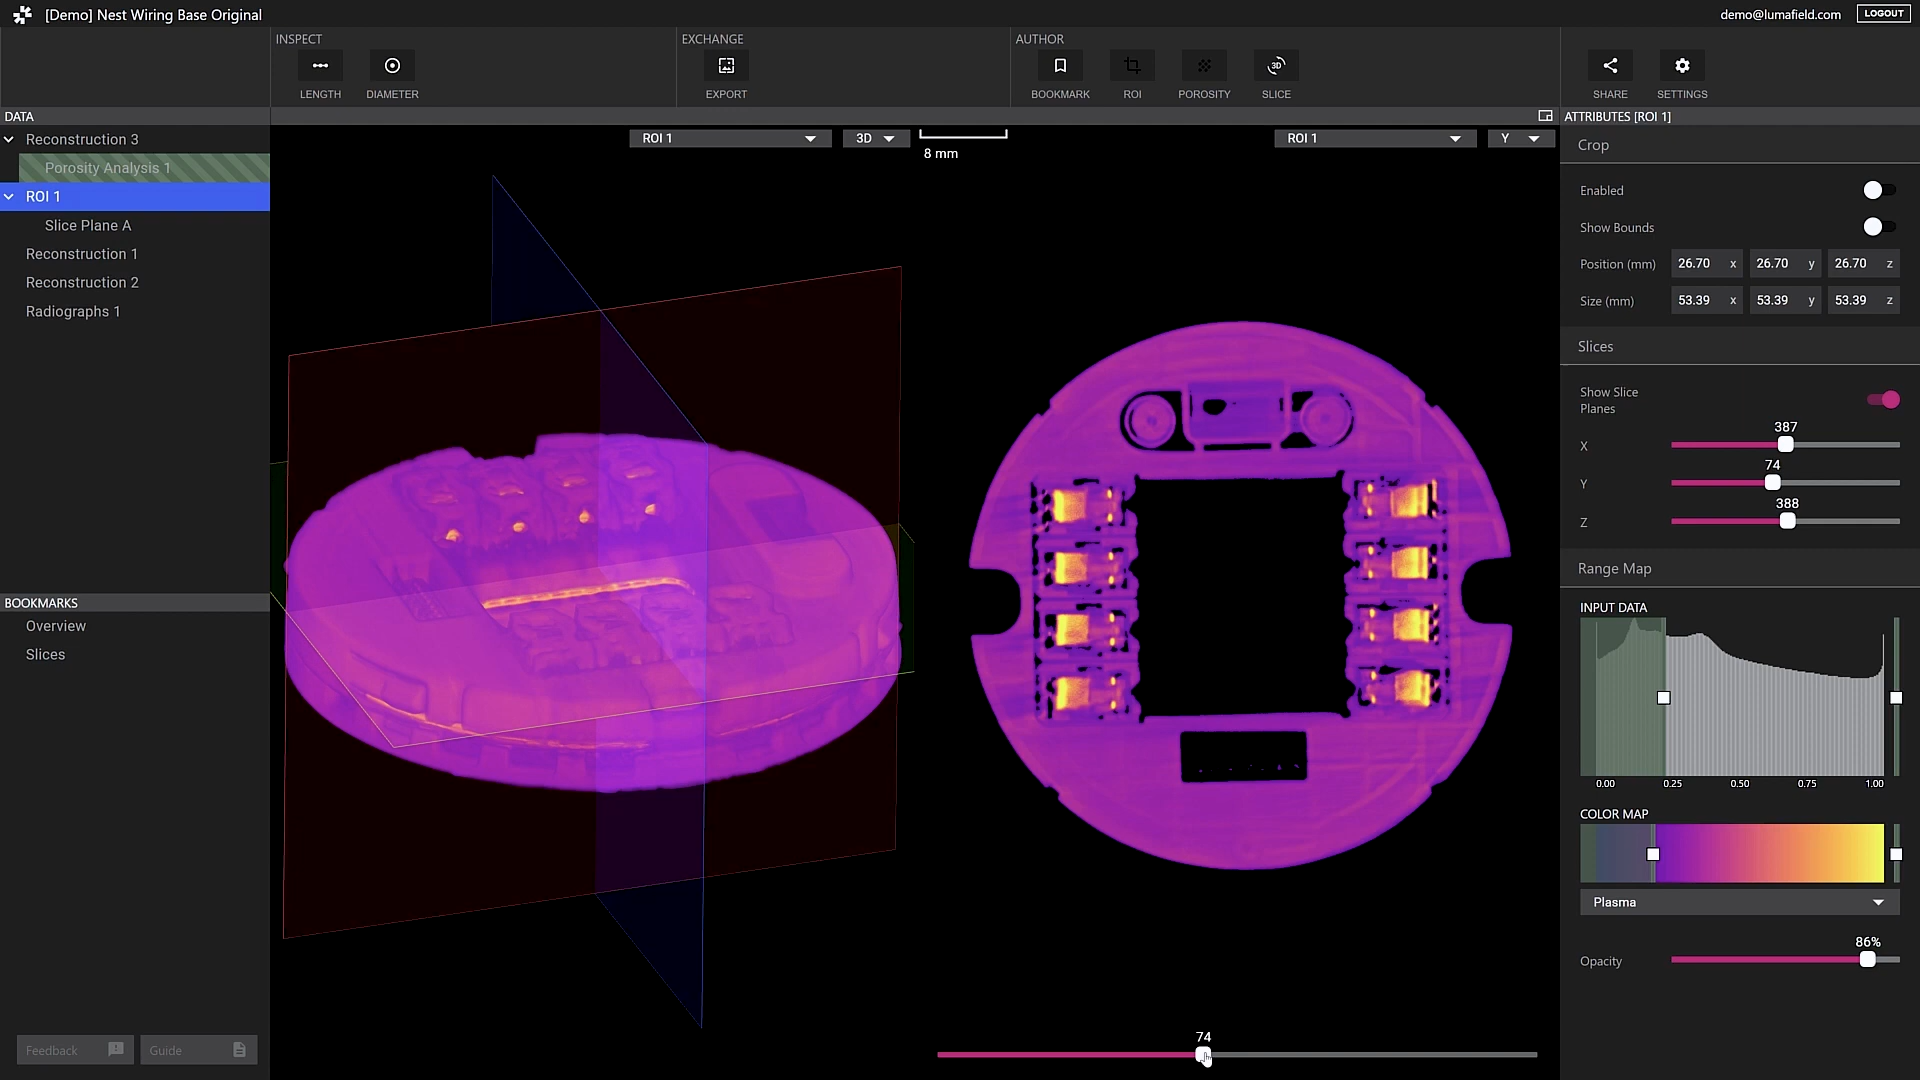 [Demo] Nest Wiring Base Original
demo@lumafield.com
LOGOUT
INSPECT
LENGTH
DIAMETER
EXCHANGE
EXPORT
AUTHOR
BOOKMARK
ROI
POROSITY
3D
SLICE
SHARE
SETTINGS
DATA
Reconstruction 3
Porosity Analysis 1
ROI 1
Slice Plane A
Reconstruction 1
Reconstruction 2
Radiographs 1
BOOKMARKS
Overview
Slices
Feedback
Guide
ROI 1
3D
8 mm
ROI 1
Y
74
ATTRIBUTES [ROI 1]
Crop
Enabled
Show Bounds
Position (mm) 26.70 x 26.70 y 26.70 z
Size (mm) 53.39 x 53.39 y 53.39 z
Slices
Show Slice
Planes
387
X
74
Y
388
Z
Range Map
INPUT DATA
0.00 0.25 0.50 0.75 1.00
COLOR MAP
Plasma
86%
Opacity